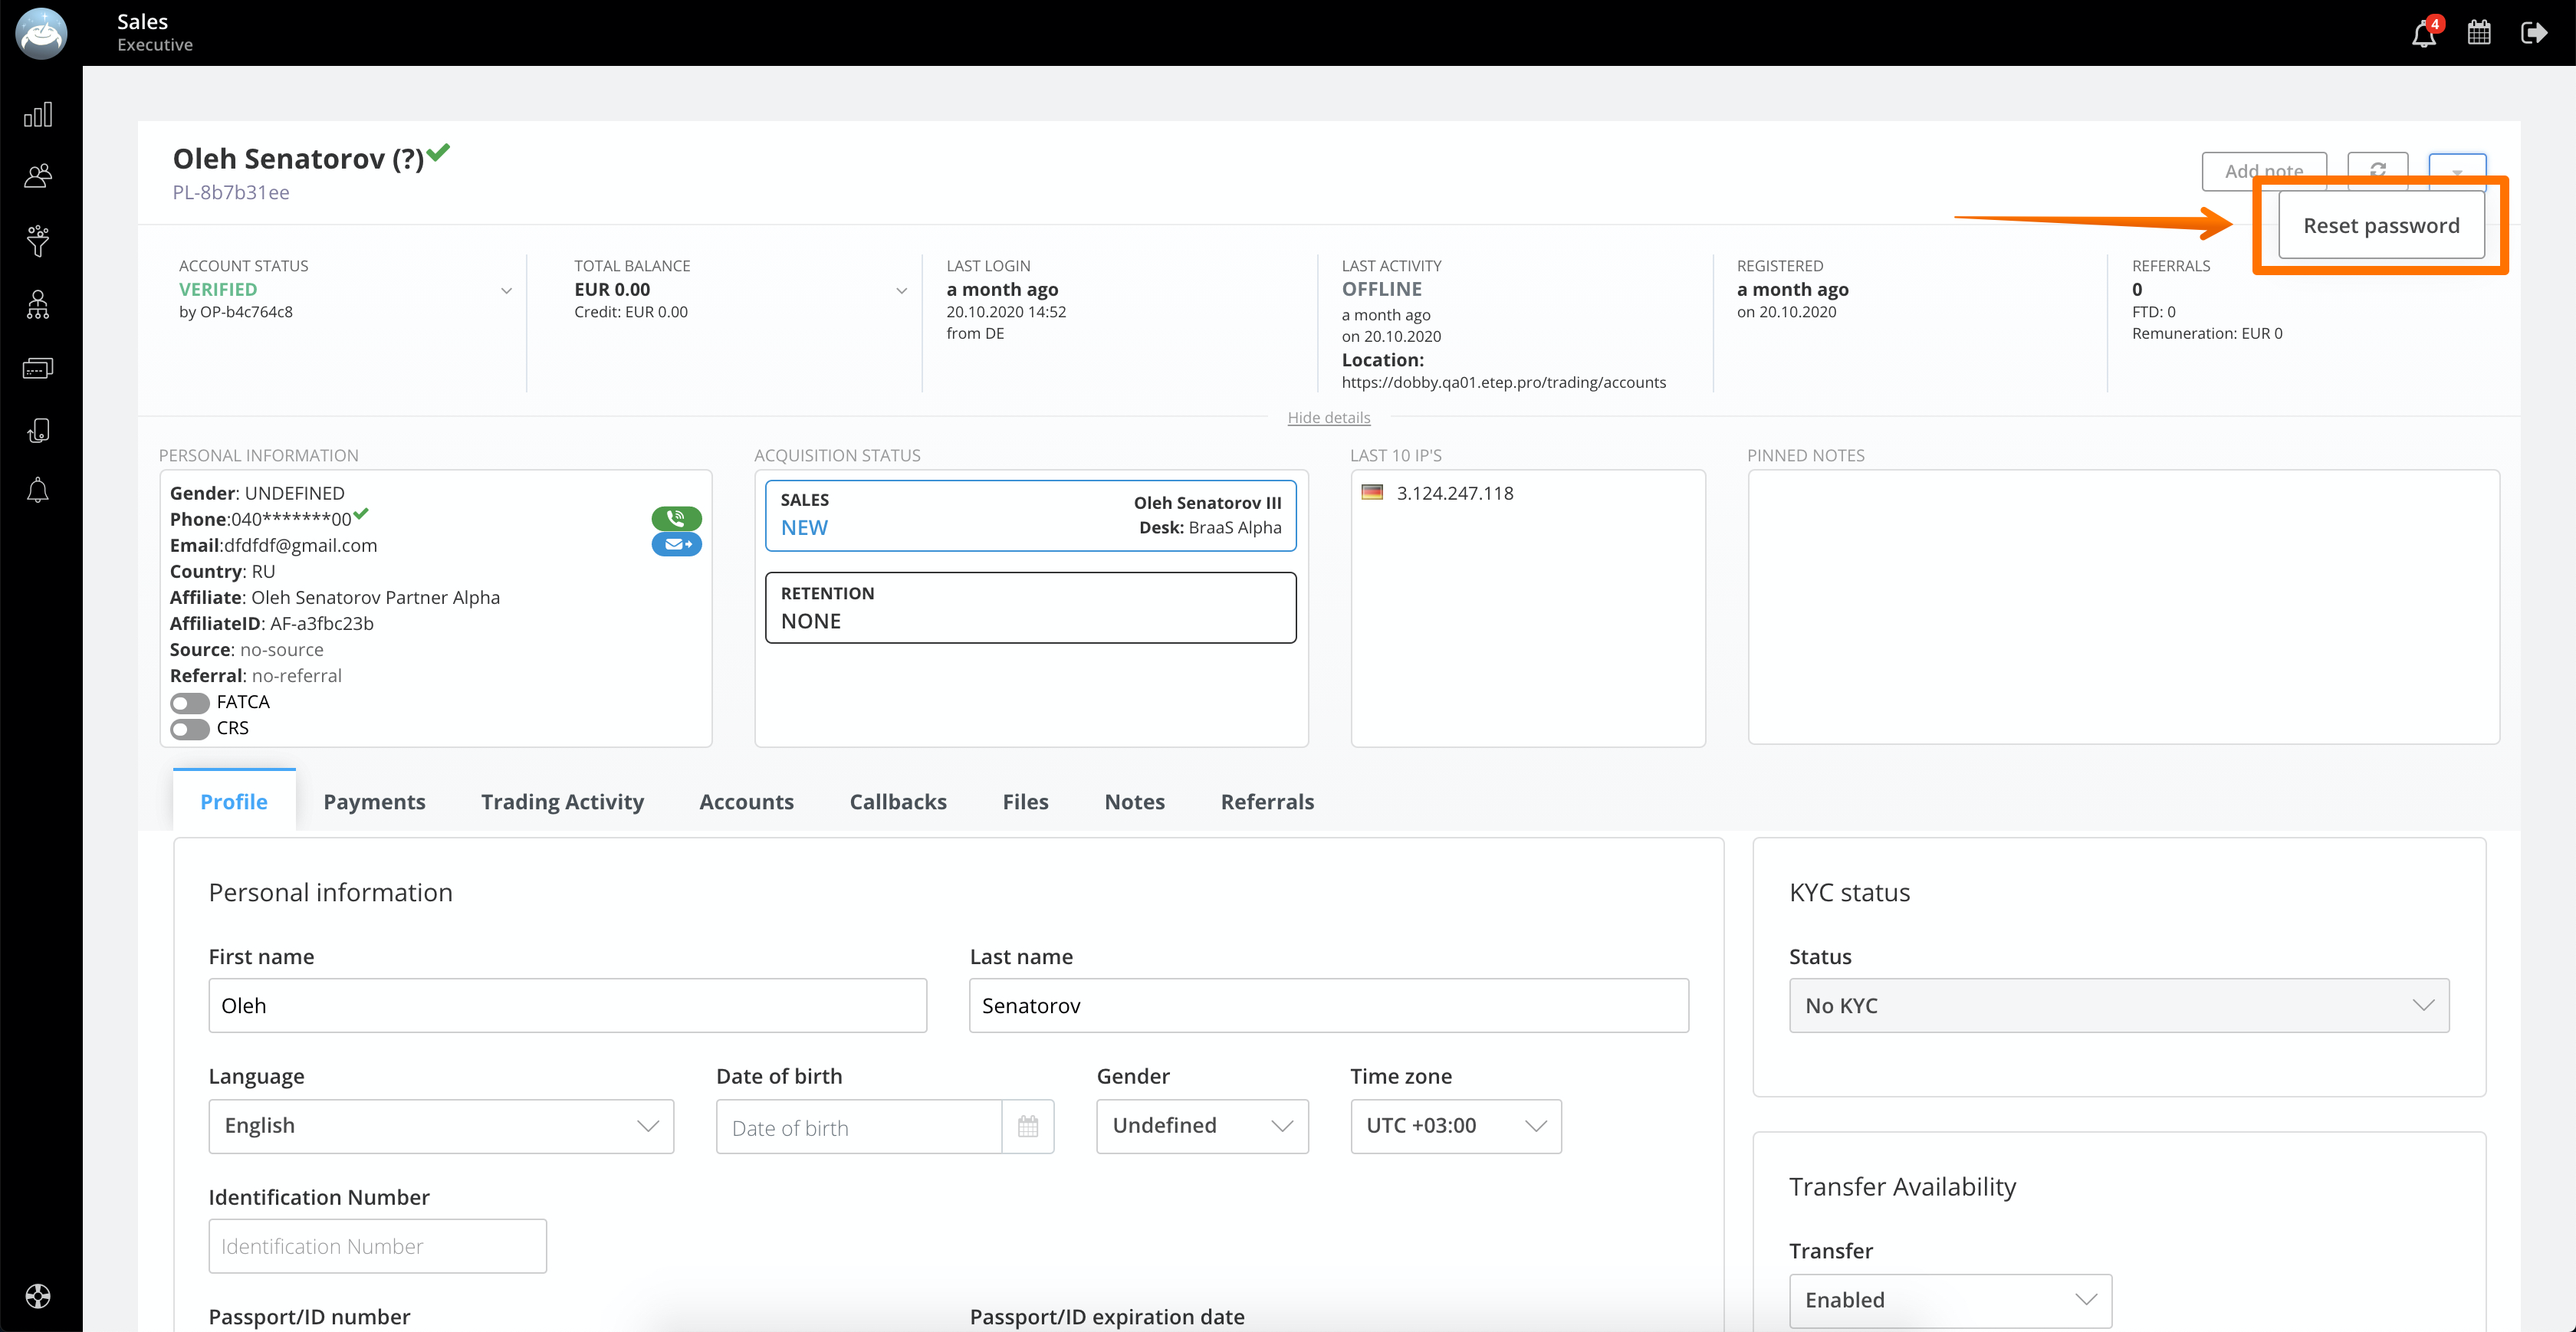 Sales
Executive
4
Oleh Senatorov (?)
PL-8b7b31ee
Add note
Reset password
ACCOUNT STATUS
VERIFIED
by OP-b4c764c8
TOTAL BALANCE
EUR 0.00
Credit: EUR 0.00
LAST LOGIN
a month ago
20.10.2020 14:52
from DE
LAST ACTIVITY
OFFLINE
a month ago
on 20.10.2020
Location:
https://dobby.qa01.etep.pro/trading/accounts
REGISTERED
a month ago
on 20.10.2020
REFERRALS
0
FTD: 0
Remuneration: EUR 0
Hide details
PERSONAL INFORMATION
Gender: UNDEFINED
Phone:040*******00
Email:dfdfdf@gmail.com
Country: RU
Affiliate: Oleh Senatorov Partner Alpha
AffiliateID: AF-a3fbc23b
Source: no-source
Referral: no-referral
FATCA
CRS
ACQUISITION STATUS
SALES
NEW
Oleh Senatorov III
Desk: BraaS Alpha
RETENTION
NONE
LAST 10 IP'S
3.124.247.118
PINNED NOTES
Profile Payments Trading Activity Accounts Callbacks Files Notes Referrals
Personal information
First name
Oleh
Last name
Senatorov
Language
English
Date of birth
Date of birth
Gender
Undefined
Time zone
UTC +03:00
Identification Number
Identification Number
Passport/ID number
Passport/ID expiration date
KYC status
Status
No KYC
Transfer Availability
Transfer
Enabled